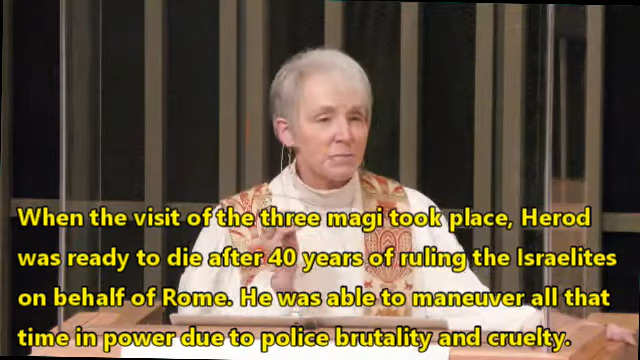 When the visit of the three magi took place, Herod
was ready to die after 40 years of ruling the Israelites
on behalf of Rome. He was able to maneuver all that
time in power due to police brutality and cruelty.